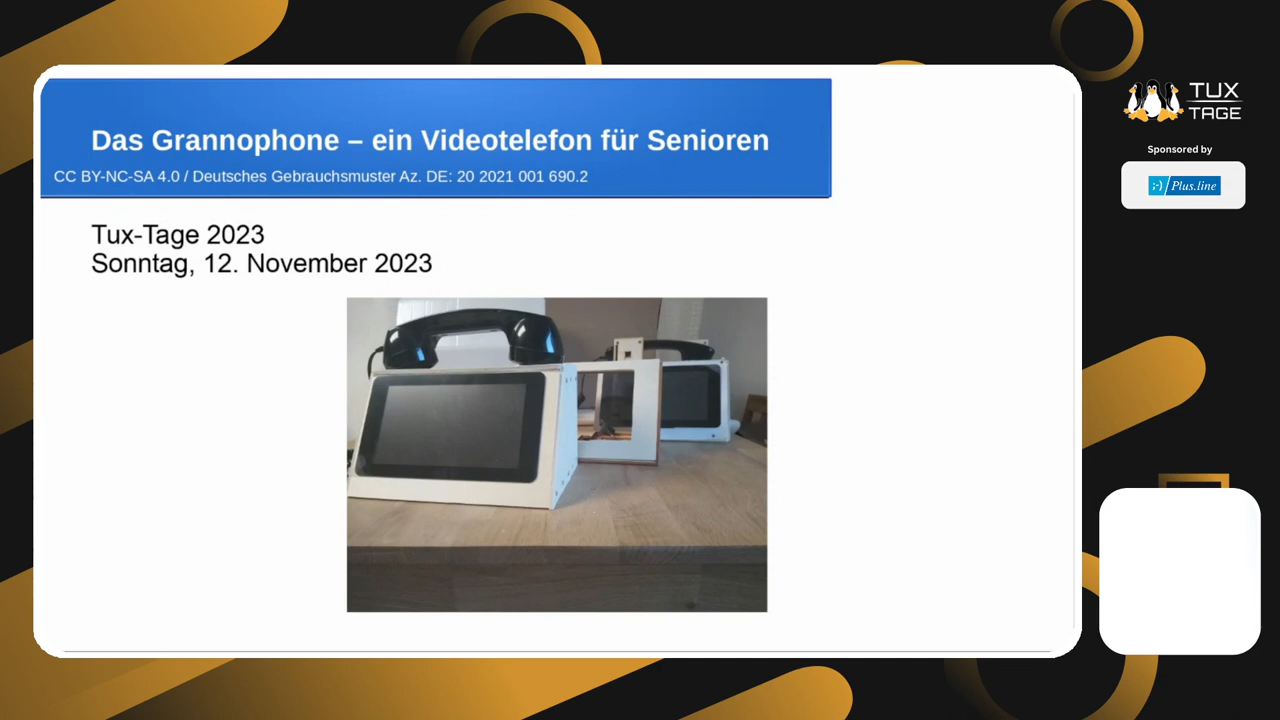 Das Grannophone – ein Videotelefon für Senioren
CC BY-NC-SA 4.0 / Deutsches Gebrauchsmuster Az. DE: 20 2021 001 690.2
Tux-Tage 2023
Sonntag, 12. November 2023
TUX
TAGE
Sponsored by
;-) Plus.line